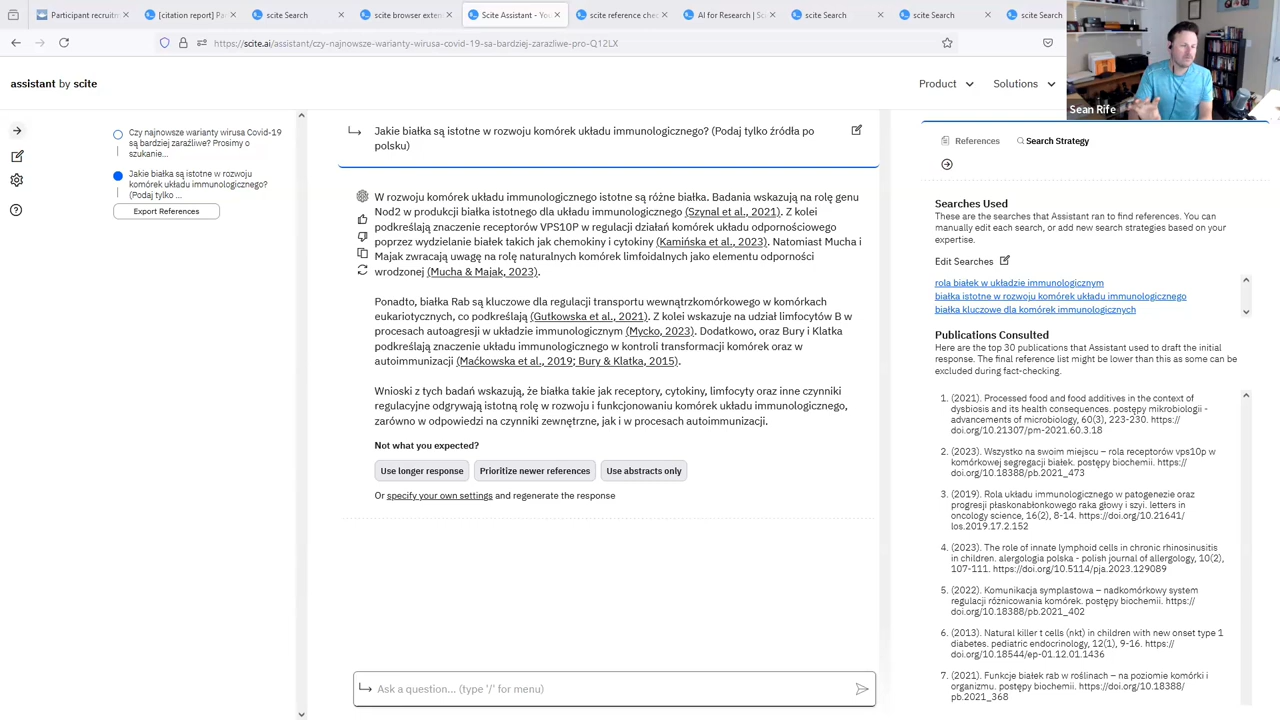 Participant recruitm
[citation report] Pa
scite Search
scite browser exten
Scite Assistant - Yo
scite reference che
AI for Research | Sc
scite Search
scite Search
scite Search
https://scite.ai/assistant/czy-najnowsze-warianty-wirusa-covid-19-sa-bardziej-zarazliwe-pro-Q12LX
assistant by scite
Product
Solutions
Sean Rife
Czy najnowsze warianty wirusa Covid-19
są bardziej zaraźliwe? Prosimy o
szukanie...
Jakie białka są istotne w rozwoju
komórek układu immunologicznego?
(Podaj tylko ...
Export References
Jakie białka są istotne w rozwoju komórek układu immunologicznego? (Podaj tylko źródła po
polsku)
W rozwoju komórek układu immunologicznego istotne są różne białka. Badania wskazują na rolę genu
Nod2 w produkcji białka istotnego dla układu immunologicznego (Szynal et al., 2021). Z kolei
podkreślają znaczenie receptorów VPS10P w regulacji działań komórek układu odpornościowego
poprzez wydzielanie białek takich jak chemokiny i cytokiny (Kamińska et al., 2023). Natomiast Mucha i
Majak zwracają uwagę na rolę naturalnych komórek limfoidalnych jako elementu odporności
wrodzonej (Mucha & Majak, 2023).
Ponadto, białka Rab są kluczowe dla regulacji transportu wewnątrzkomórkowego w komórkach
eukariotycznych, co podkreślają (Gutkowska et al., 2021). Z kolei wskazuje na udział limfocytów B w
procesach autoagresji w układzie immunologicznym (Mycko, 2023). Dodatkowo, oraz Bury i Klatka
podkreślają znaczenie układu immunologicznego w kontroli transformacji komórek oraz w
autoimmunizacji (Maćkowska et al., 2019; Bury & Klatka, 2015).
Wnioski z tych badań wskazują, że białka takie jak receptory, cytokiny, limfocyty oraz inne czynniki
regulacyjne odgrywają istotną rolę w rozwoju i funkcjonowaniu komórek układu immunologicznego,
zarówno w odpowiedzi na czynniki zewnętrzne, jak i w procesach autoimmunizacji.
Not what you expected?
Use longer response
Prioritize newer references
Use abstracts only
Or specify your own settings and regenerate the response
Ask a question... (type '/' for menu)
References
Search Strategy
Searches Used
These are the searches that Assistant ran to find references. You can
manually edit each search, or add new search strategies based on your
expertise.
Edit Searches
rola białek w układzie immunologicznym
białka istotne w rozwoju komórek układu immunologicznego
białka kluczowe dla komórek immunologicznych
Publications Consulted
Here are the top 30 publications that Assistant used to draft the initial
response. The final reference list might be lower than this as some can be
excluded during fact-checking.
1. (2021). Processed food and food additives in the context of
dysbiosis and its health consequences. postępy mikrobiologii -
advancements of microbiology, 60(3), 223-230. https://
doi.org/10.21307/pm-2021.60.3.18
2. (2023). Wszystko na swoim miejscu – rola receptorów vps10p w
komórkowej segregacji białek. postępy biochemii. https://
doi.org/10.18388/pb.2021_473
3. (2019). Rola układu immunologicznego w patogenezie oraz
progresji płaskonabłonkowego raka głowy i szyi. letters in
oncology science, 16(2), 8-14. https://doi.org/10.21641/
los.2019.17.2.152
4. (2023). The role of innate lymphoid cells in chronic rhinosinusitis
in children. alergologia polska - polish journal of allergology, 10(2),
107-111. https://doi.org/10.5114/pja.2023.129089
5. (2022). Komunikacja symplastowa – nadkomórkowy system
regulacji różnicowania komórek. postępy biochemii. https://
doi.org/10.18388/pb.2021_402
6. (2013). Natural killer t cells (nkt) in children with new onset type 1
diabetes. pediatric endocrinology, 12(1), 9-16. https://
doi.org/10.18544/ep-01.12.01.1436
7. (2021). Funkcje białek rab w roślinach – na poziomie komórki i
organizmu. postępy biochemii. https://doi.org/10.18388/
pb.2021_368